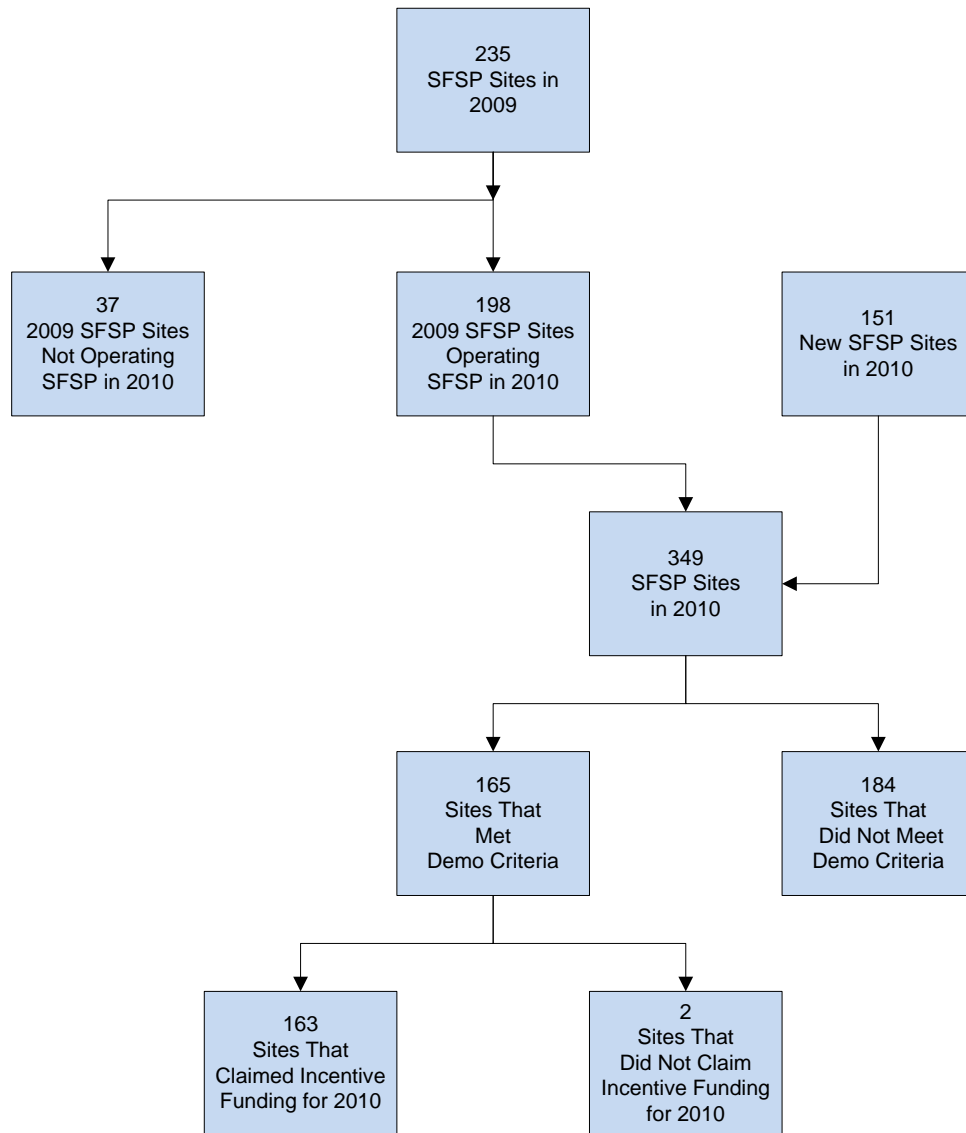 235
SFSP Sites in
2009
37
2009 SFSP Sites
Not Operating
SFSP in 2010
198
2009 SFSP Sites
Operating
SFSP in 2010
151
New SFSP Sites
in 2010
349
SFSP Sites
in 2010
165
Sites That
Met
Demo Criteria
184
Sites That
Did Not Meet
Demo Criteria
163
Sites That
Claimed Incentive
Funding for 2010
2
Sites That
Did Not Claim
Incentive Funding
for 2010